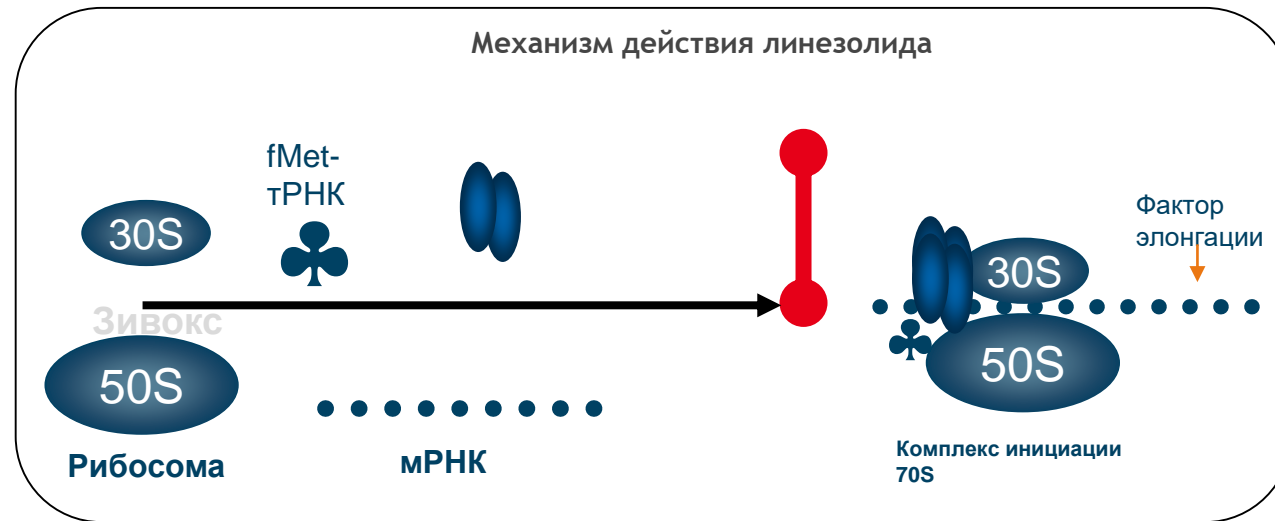 Механизм действия линезолида
fMet-
тРНК
30S
Зивокс
50S
Рибосома
мРНК
Фактор
элонгации
30S
50S
Комплекс инициации
70S